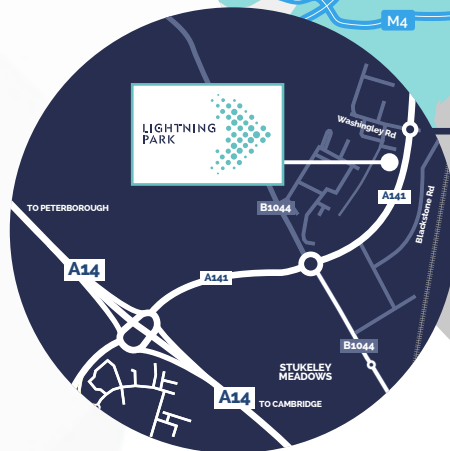 M4
LIGHTNING
PARK
Washingley Rd
A141
Blackstone Rd
B1044
TO PETERBOROUGH
A14
A141
B1044
STUKELEY
MEADOWS
A14
TO CAMBRIDGE